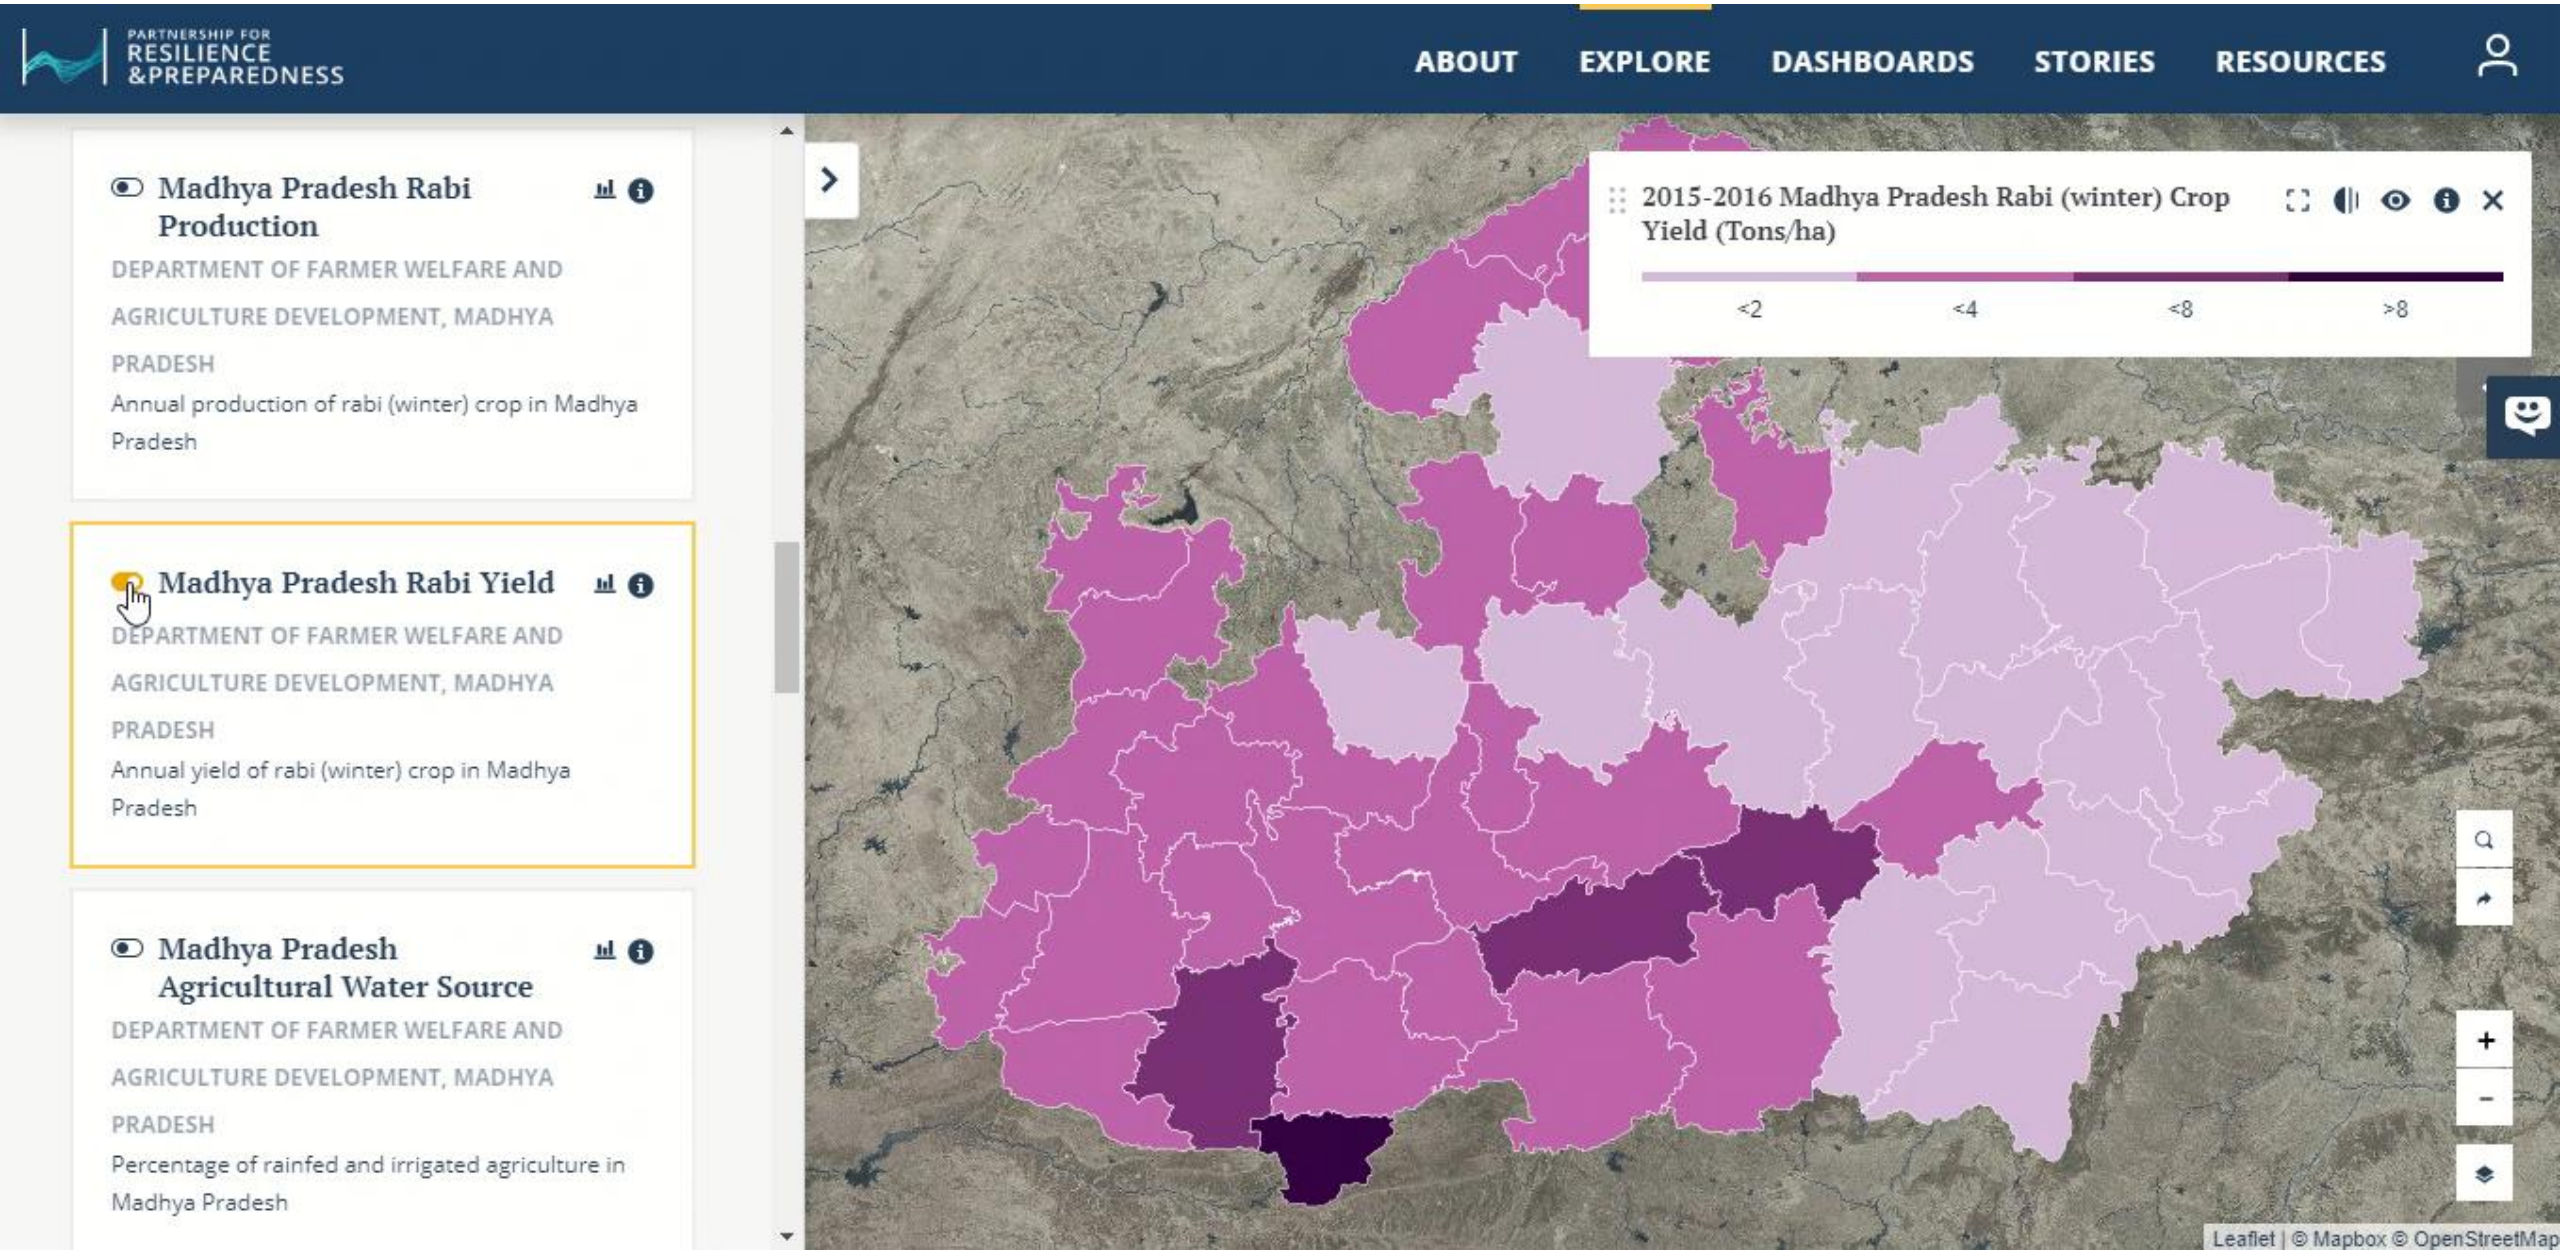 PARTNERSHIP FOR
RESILIENCE
&PREPAREDNESS
ABOUT EXPLORE DASHBOARDS STORIES RESOURCES
Madhya Pradesh Rabi
Production
DEPARTMENT OF FARMER WELFARE AND
AGRICULTURE DEVELOPMENT, MADHYA
PRADESH
Annual production of rabi (winter) crop in Madhya
Pradesh
Madhya Pradesh Rabi Yield
DEPARTMENT OF FARMER WELFARE AND
AGRICULTURE DEVELOPMENT, MADHYA
PRADESH
Annual yield of rabi (winter) crop in Madhya
Pradesh
Madhya Pradesh
Agricultural Water Source
DEPARTMENT OF FARMER WELFARE AND
AGRICULTURE DEVELOPMENT, MADHYA
PRADESH
Percentage of rainfed and irrigated agriculture in
Madhya Pradesh
2015-2016 Madhya Pradesh Rabi (winter) Crop
Yield (Tons/ha)
<2 <4 <8 >8
Leaflet | © Mapbox © OpenStreetMap